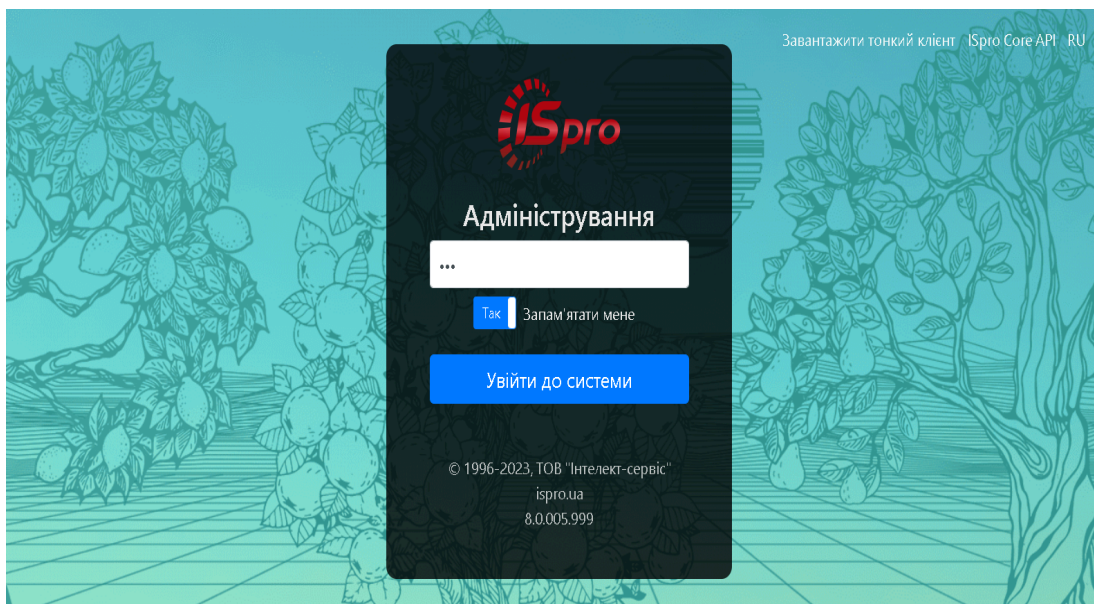 Завантажити тонкий клієнт ISpro Core API RU
iSpro
Адміністрування
•••
Так Запам'ятати мене
Увійти до системи
© 1996-2023, ТОВ "Інтелект-сервіс"
ispro.ua
8.0.005.999